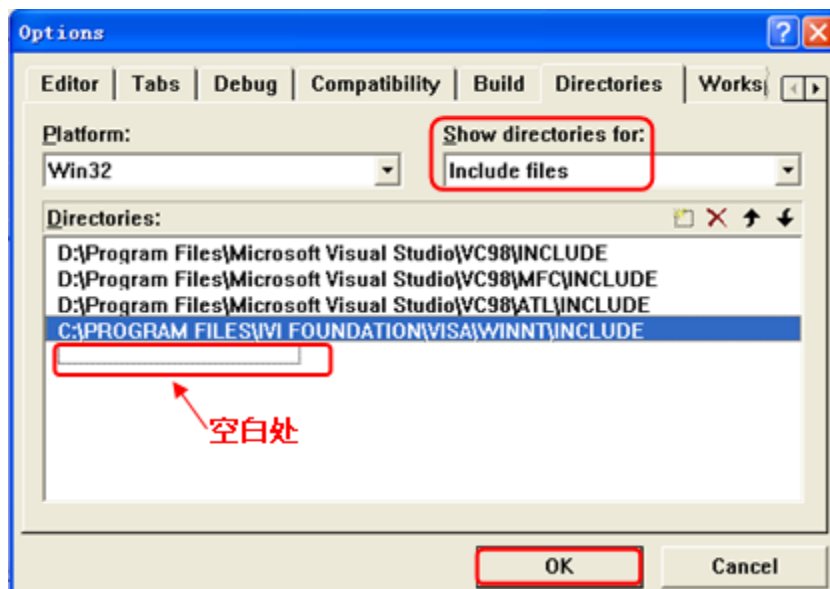 Options
Editor Tabs Debug Compatibility Build Directories Works
Platform: Show directories for:
Win32 Include files
Directories:
D:\Program Files\Microsoft Visual Studio\VC98\INCLUDE
D:\Program Files\Microsoft Visual Studio\VC98\MFC\INCLUDE
D:\Program Files\Microsoft Visual Studio\VC98\ATL\INCLUDE
C:\PROGRAM FILES\IVI FOUNDATION\VISA\WINNT\INCLUDE
空白处
OK Cancel